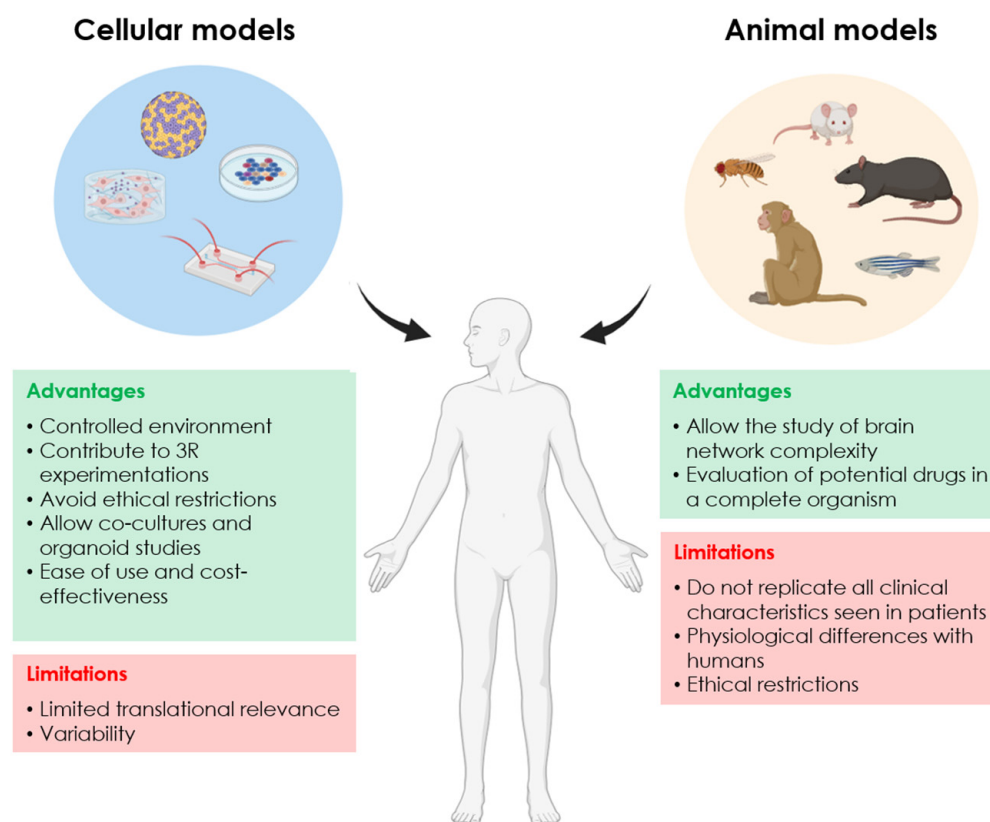 Cellular models
Advantages
• Controlled environment
• Contribute to 3R
experimentations
• Avoid ethical restrictions
• Allow co-cultures and
organoid studies
• Ease of use and cost-
effectiveness
Limitations
• Limited translational relevance
• Variability
Animal models
Advantages
• Allow the study of brain
network complexity
• Evaluation of potential drugs in
a complete organism
Limitations
• Do not replicate all clinical
characteristics seen in patients
• Physiological differences with
humans
• Ethical restrictions